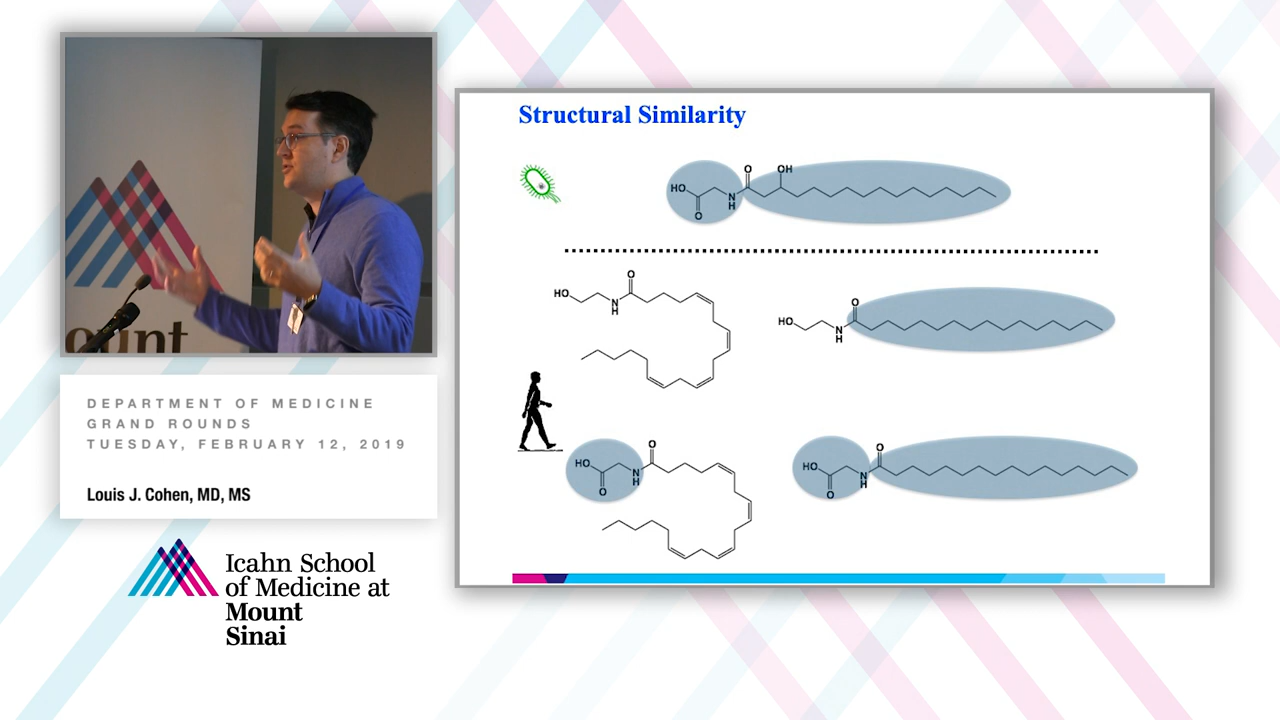 ount
DEPARTMENT OF MEDICINE
GRAND ROUNDS
TUESDAY, FEBRUARY 12, 2019
Louis J. Cohen, MD, MS
Icahn School
of Medicine at
Mount
Sinai
Structural Similarity
O OH
HO
N
H
O
O
HO
N
H
O
HO
N
H
O
HO
N
H
O
O
HO
N
H
O